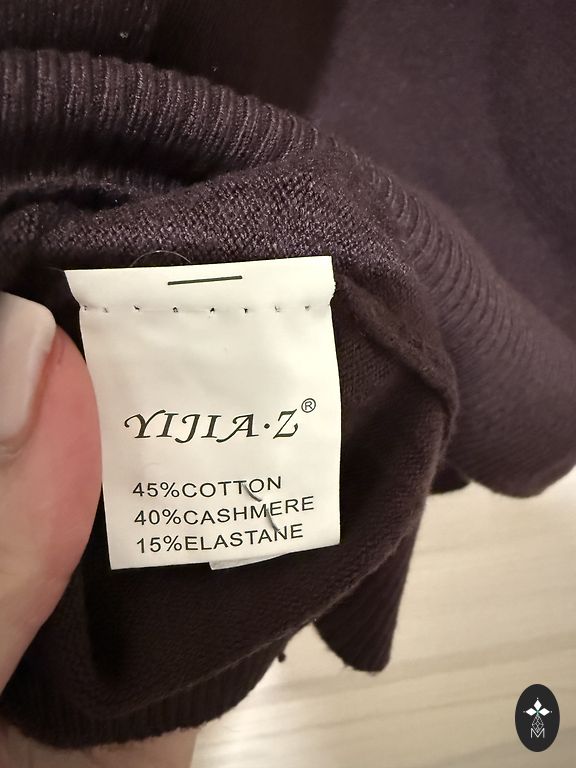 YIJIA·Z®
45%COTTON
40%CASHMERE
15%ELASTANE
M